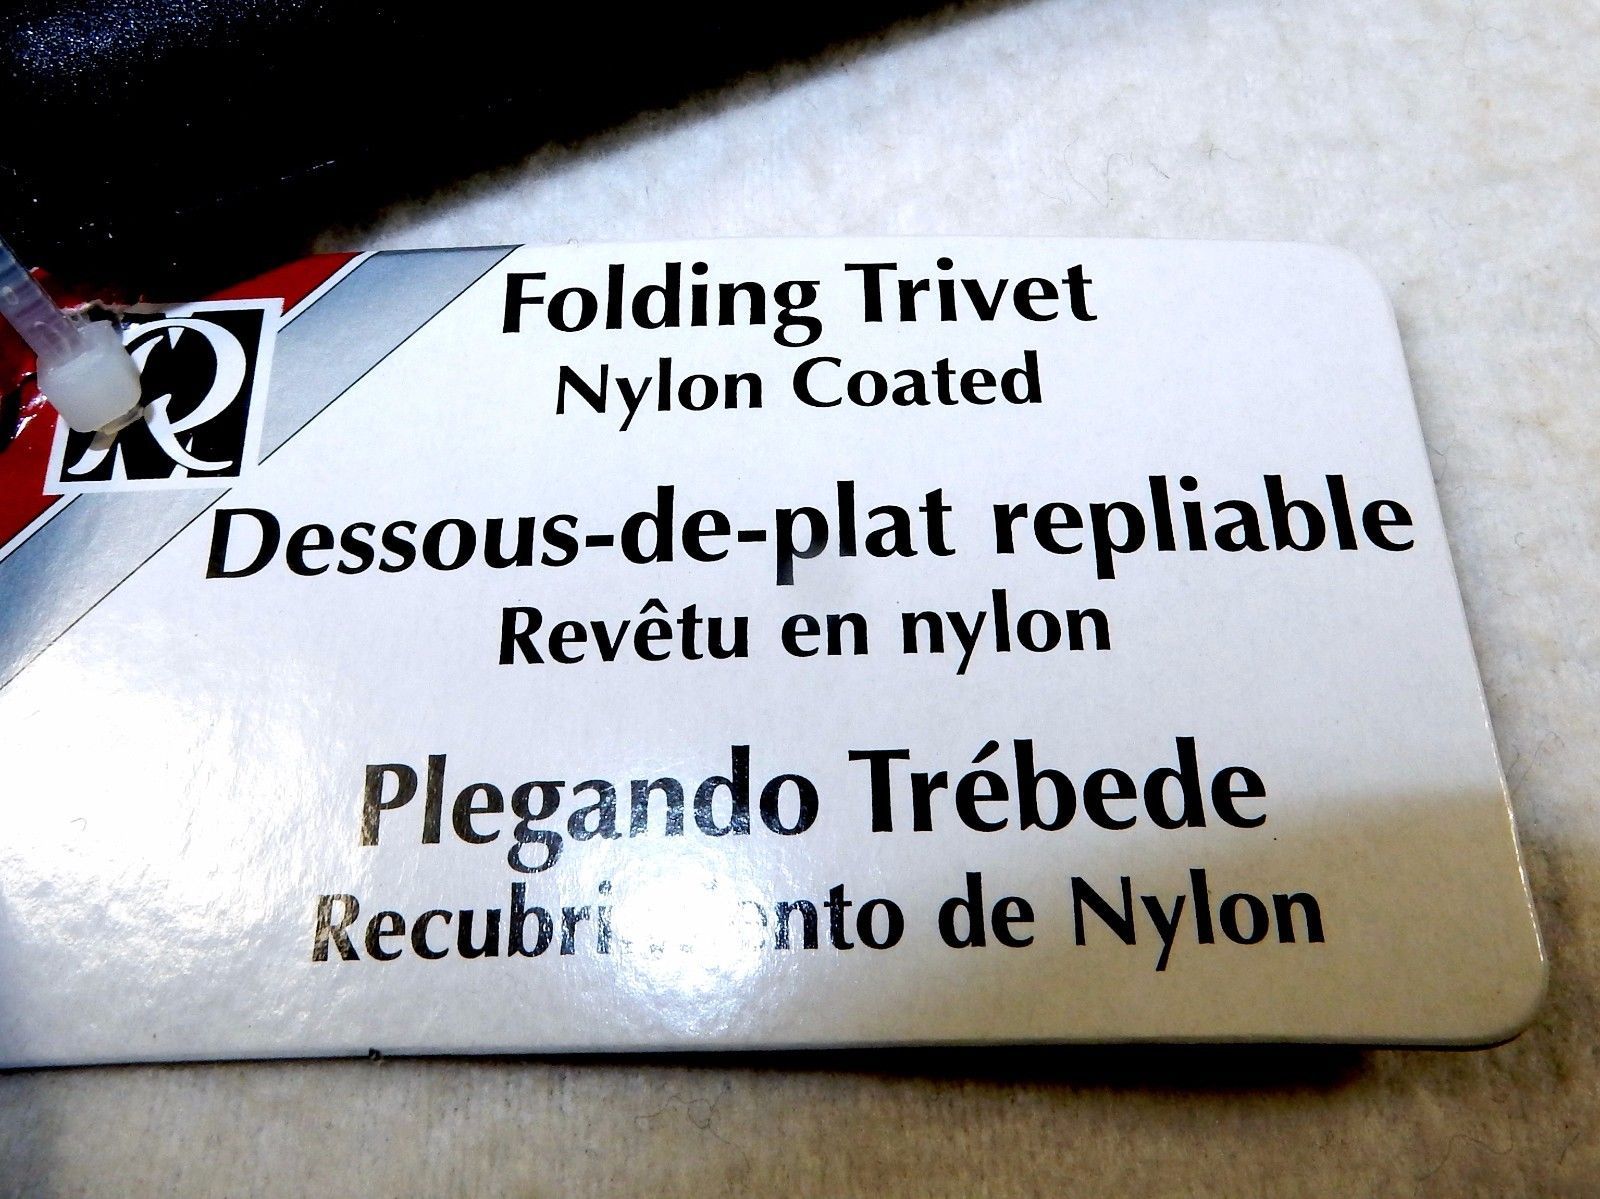 Folding Trivet
Nylon Coated
Dessous-de-plat repliable
Revêtu en nylon
Plegando Trébede
de Nylon